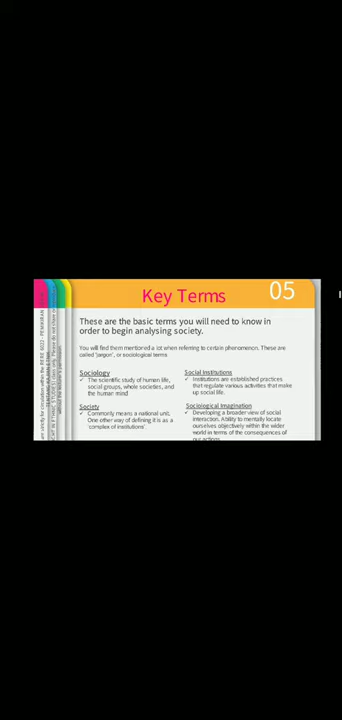 Key Terms
05
These are the basic terms you will need to know in
order to begin analysing society.
You will find them mentioned a lot when referring to certain phenomenon. These are
called 'jargon', or sociological terms
Sociology
✓ The scientific study of human life,
social groups, whole societies, and
the human mind
Society
✓ Commonly means a national unit.
One other way of defining it is as a
'complex of institutions'.
Social Institutions
✓ Institutions are established practices
that regulate various activities that make
up social life.
Sociological Imagination
✓ Developing a broader view of social
interaction. Ability to mentally locate
ourselves objectively within the wider
world in terms of the consequences of
our actions
without the lecturer's permission.